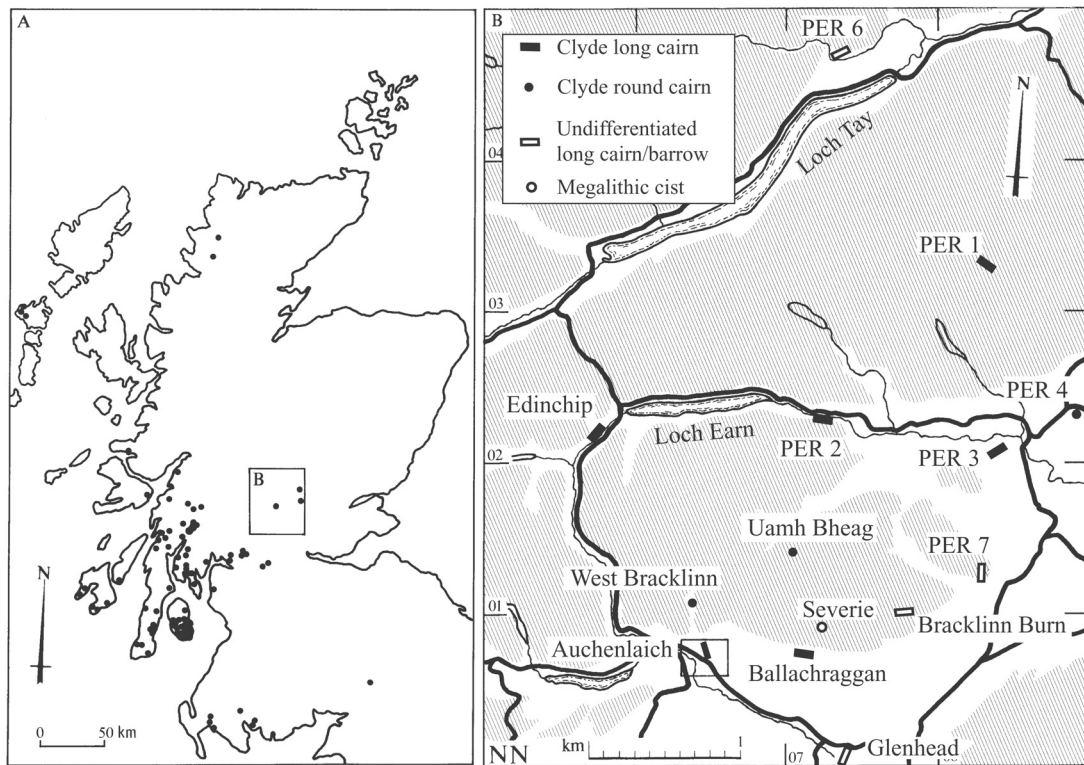 A
B
N
0
50 km
B
PER 6
Clyde long cairn
Clyde round cairn
Undifferentiated
long cairn/barrow
Megalithic cist
N
Loch Tay
04
PER 1
03
PER 4
Edinchip
Loch Earn
PER 2
PER 3
02
Uamh Bheag
PER 7
West Bracklinn
Severie
01
Bracklinn Burn
Auchenlaich
Ballachraggan
km
1
Glenhead
NN
07